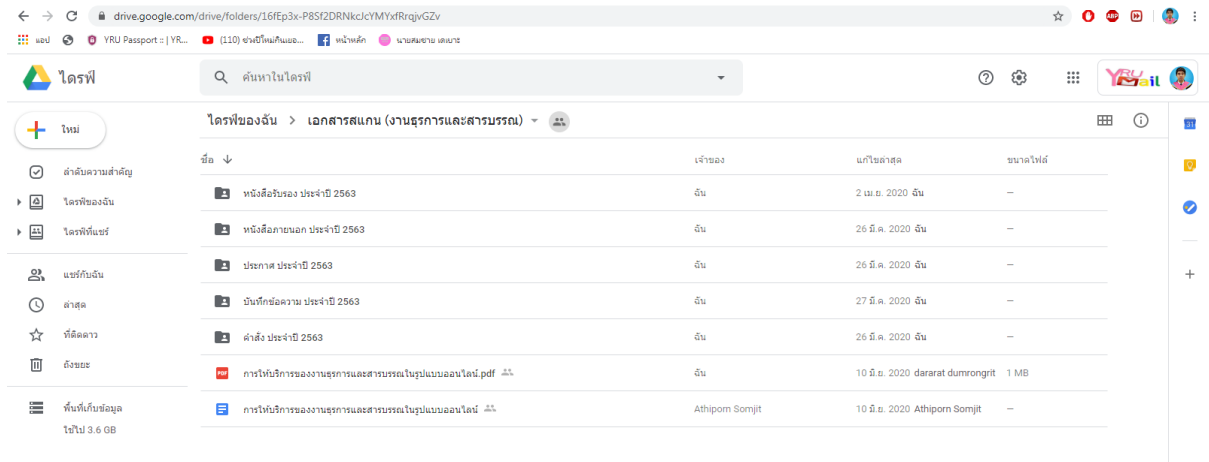 drive.google.com/drive/folders/16fEp3x-P8Sf2DRNkcJcYMYxfRrqjvGZv
แอป YRU Passport :: | YR... (110) ช่วงปีใหม่กันเยอ... หน้าหลัก นายสมชาย เตเบาะ
ไดรฟ์ ค้นหาในไดรฟ์ YRU Mail
ใหม่ ไดรฟ์ของฉัน > เอกสารสแกน (งานธุรการและสารบรรณ)
ชื่อ เจ้าของ แก้ไขล่าสุด ขนาดไฟล์
ลำดับความสำคัญ
ไดรฟ์ของฉัน
ไดรฟ์ที่แชร์
แชร์กับฉัน
ล่าสุด
ที่ติดดาว
ถังขยะ
พื้นที่เก็บข้อมูล
ใช้ไป 3.6 GB
หนังสือรับรอง ประจำปี 2563 ฉัน 2 เม.ย. 2020 ฉัน –
หนังสือภายนอก ประจำปี 2563 ฉัน 26 มี.ค. 2020 ฉัน –
ประกาศ ประจำปี 2563 ฉัน 26 มี.ค. 2020 ฉัน –
บันทึกข้อความ ประจำปี 2563 ฉัน 27 มี.ค. 2020 ฉัน –
คำสั่ง ประจำปี 2563 ฉัน 26 มี.ค. 2020 ฉัน –
PDF การให้บริการของงานธุรการและสารบรรณในรูปแบบออนไลน์.pdf ฉัน 10 มิ.ย. 2020 dararat dumrongrit 1 MB
การให้บริการของงานธุรการและสารบรรณในรูปแบบออนไลน์ Athiporn Somjit 10 มิ.ย. 2020 Athiporn Somjit –
31